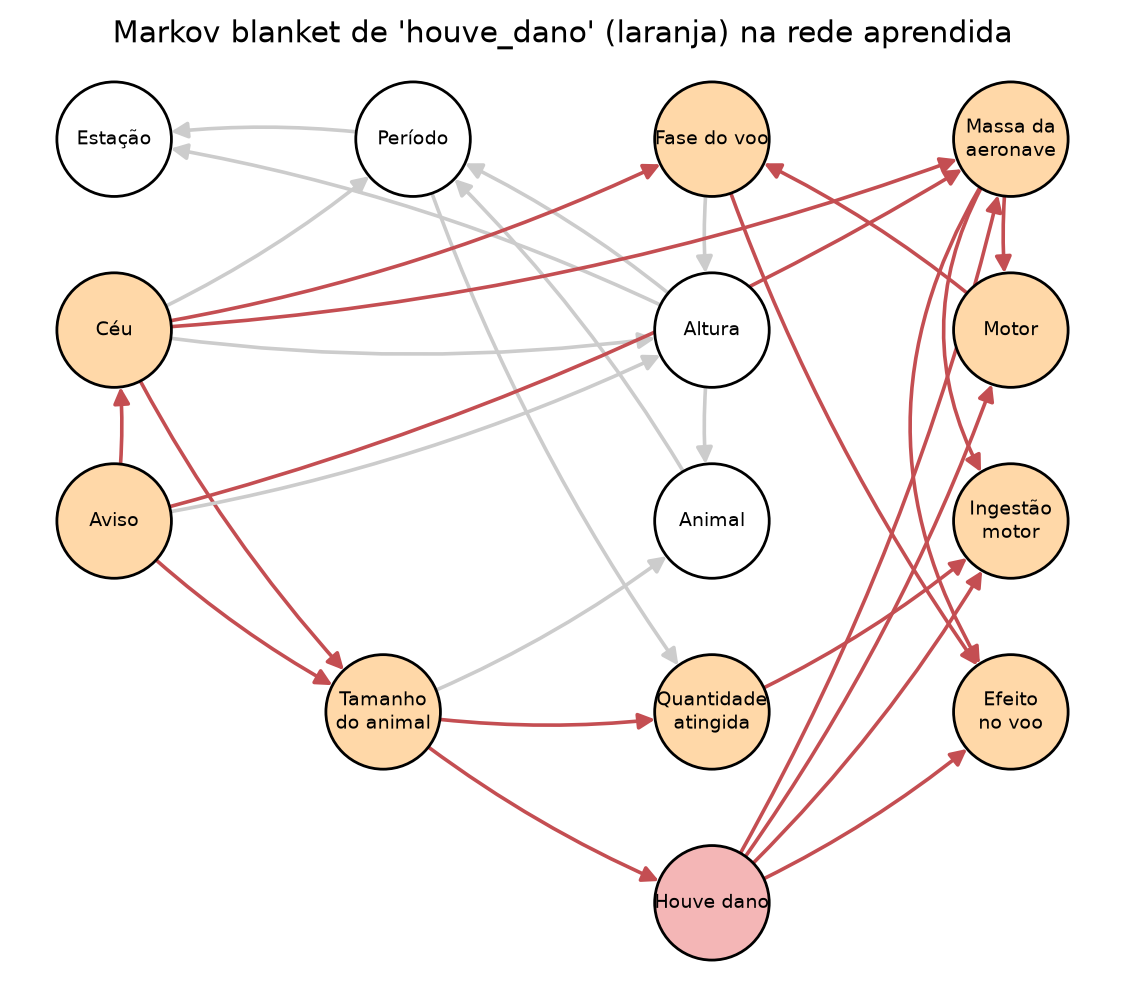 Markov blanket de 'houve_dano' (laranja) na rede aprendida
Estação
Período
Fase do voo
Massa da
aeronave
Céu
Altura
Motor
Aviso
Animal
Ingestão
motor
Tamanho
do animal
Quantidade
atingida
Efeito
no voo
Houve dano